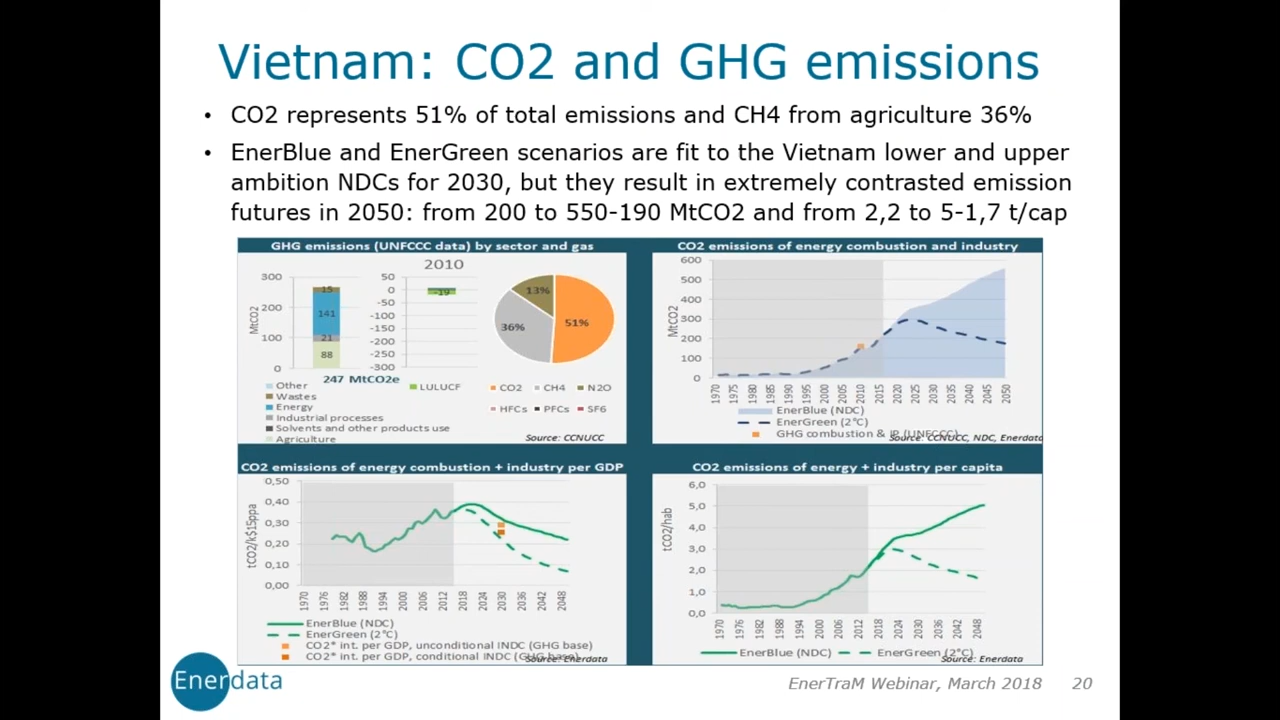 Vietnam: CO2 and GHG emissions
• CO2 represents 51% of total emissions and CH4 from agriculture 36%
• EnerBlue and EnerGreen scenarios are fit to the Vietnam lower and upper
ambition NDCs for 2030, but they result in extremely contrasted emission
futures in 2050: from 200 to 550-190 MtCO2 and from 2,2 to 5-1,7 t/cap
GHG emissions (UNFCCC data) by sector and gas
2010
MtCO2
300
200
100
0
15
141
21
88
50
0
-50
-100
-150
-200
-250
-300
-19
13%
36%
51%
247 MtCO2e
Other
Wastes
Energy
Industrial processes
Solvents and other products use
Agriculture
LULUCF
CO2 CH4 N2O
HFCs PFCs SF6
Source: CCNUCC
CO2 emissions of energy combustion and industry
MtCO2
600
500
400
300
200
100
0
1970 1975 1980 1985 1990 1995 2000 2005 2010 2015 2020 2025 2030 2035 2040 2045 2050
EnerBlue (NDC)
EnerGreen (2°C)
GHG combustion & IP (UNFCCC)
Source: CCNUCC, NDC, Enerdata
CO2 emissions of energy combustion + industry per GDP
tCO2/k$15ppa
0,50
0,40
0,30
0,20
0,10
0,00
1970 1976 1982 1988 1994 2000 2006 2012 2018 2024 2030 2036 2042 2048
EnerBlue (NDC)
EnerGreen (2°C)
CO2* int. per GDP, unconditional INDC (GHG base)
CO2* int. per GDP, conditional INDC (GHG base)
Source: Enerdata
CO2 emissions of energy + industry per capita
tCO2/hab
6,0
5,0
4,0
3,0
2,0
1,0
0,0
1970 1976 1982 1988 1994 2000 2006 2012 2018 2024 2030 2036 2042 2048
EnerBlue (NDC) EnerGreen (2°C)
Source: Enerdata
Enerdata
EnerTraM Webinar, March 2018 20